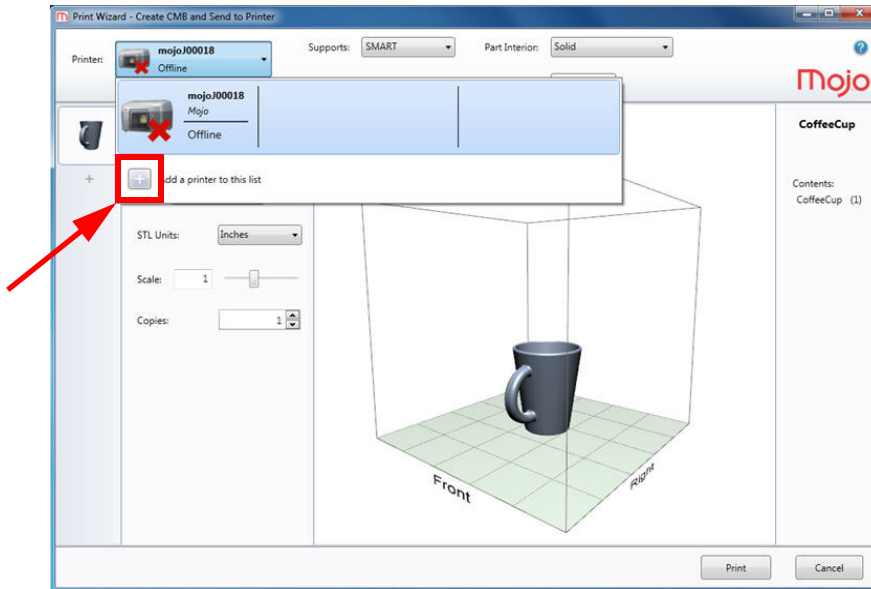 Print Wizard - Create CMB and Send to Printer
Printer:
mojoJ00018
Offline
Supports:
SMART
Part Interior:
Solid
mojo
mojoJ00018
Mojo
Offline
Add a printer to this list
CoffeeCup
Contents:
CoffeeCup (1)
STL Units:
Inches
Scale:
1
Copies:
1
Front
Right
Print
Cancel